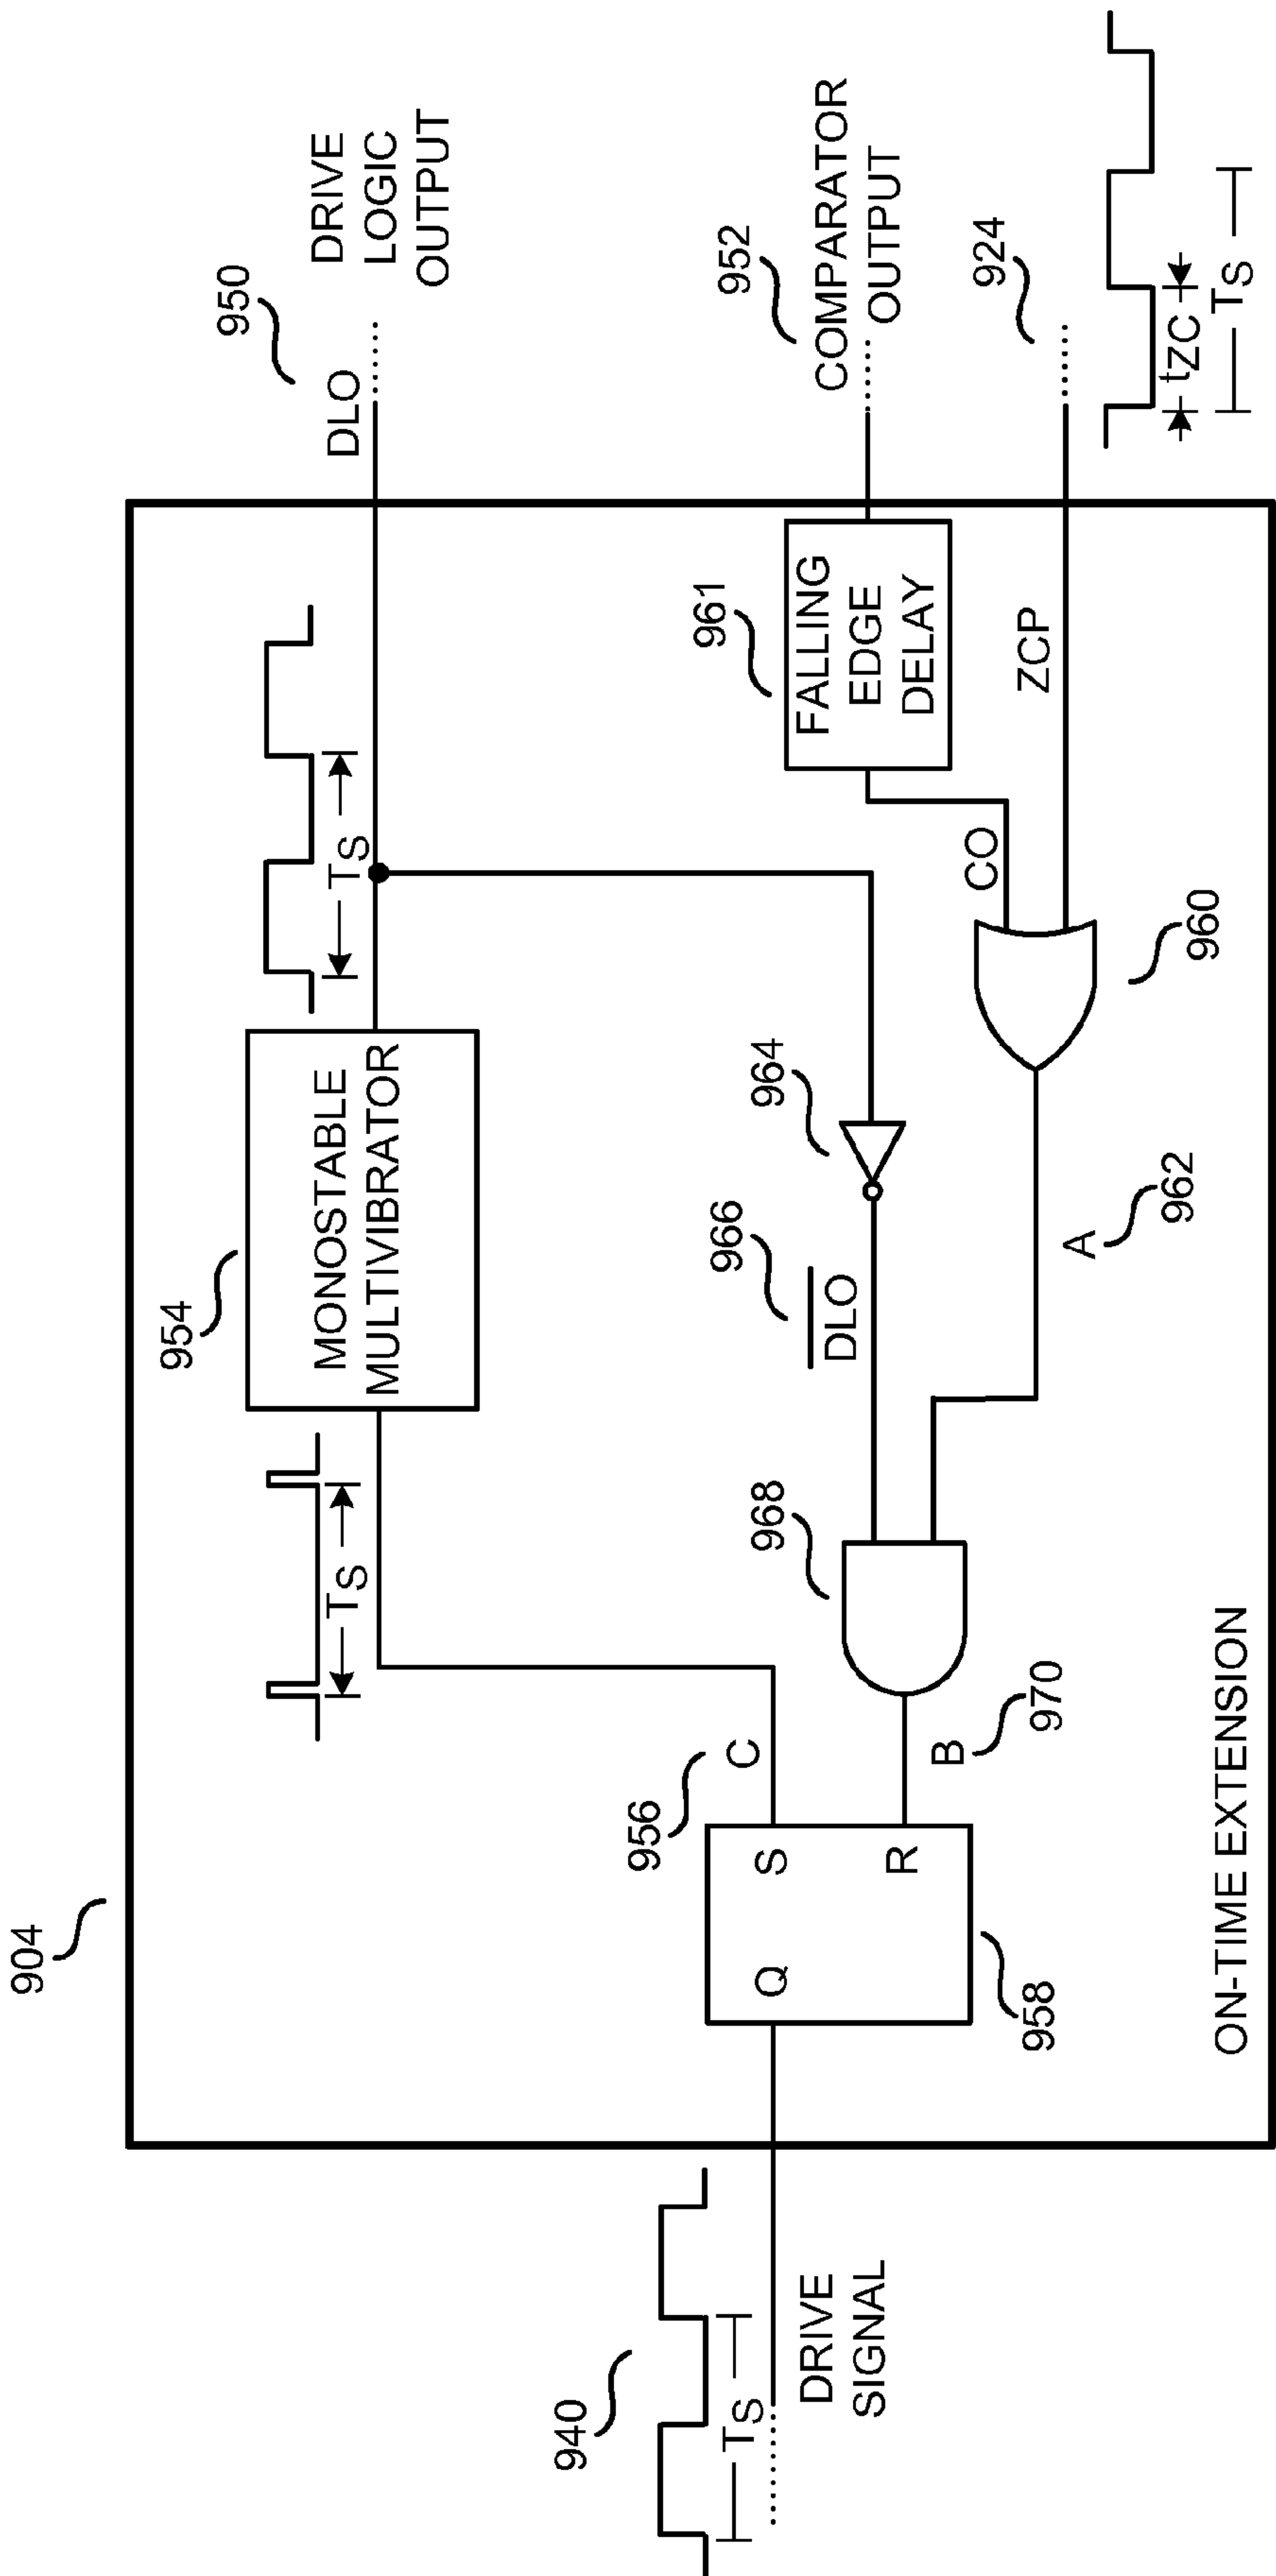 904
940
TS
DRIVE
SIGNAL
954
MONOSTABLE
MULTIVIBRATOR
TS
TS
950
DLO
DRIVE
LOGIC
OUTPUT
956
C
Q
S
R
958
B
970
968
966
DLO
964
A
962
960
CO
961
FALLING
EDGE
DELAY
ZCP
952
COMPARATOR
OUTPUT
924
tZC
TS
ON-TIME EXTENSION